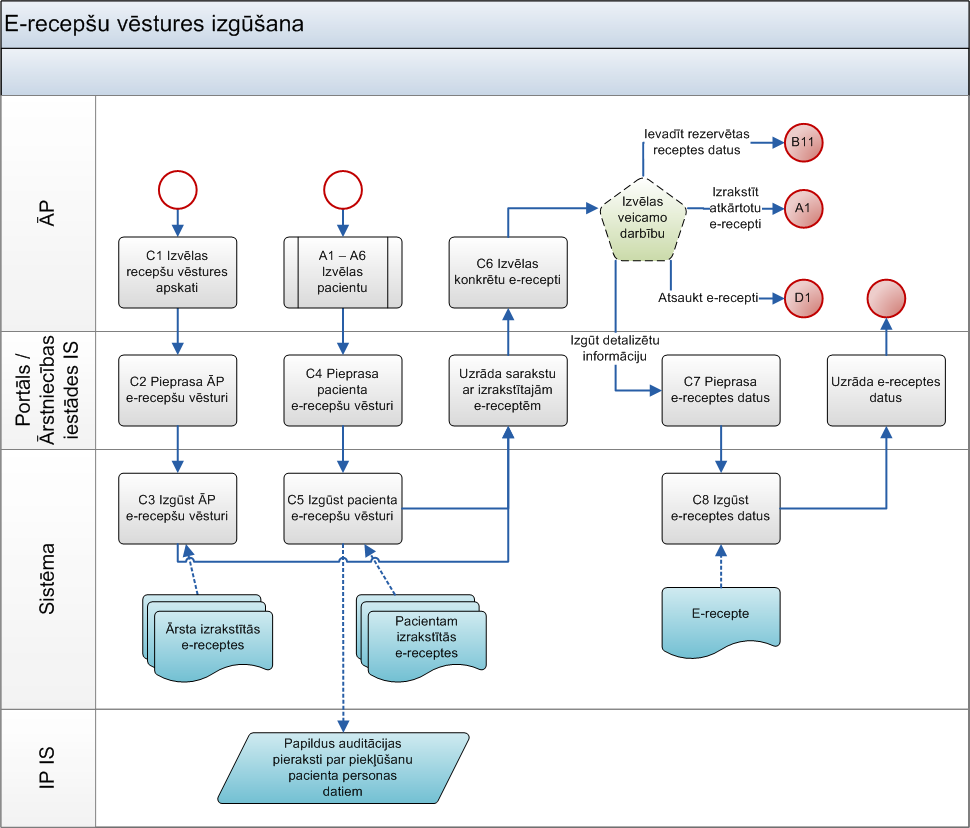 E-recepšu vēstures izgūšana
ĀP
C1 Izvēlas
recepšu vēstures
apskati
A1 – A6
Izvēlas
pacientu
C6 Izvēlas
konkrētu e-recepti
Izvēlas
veicamo
darbību
Ievadīt rezervētas
receptes datus
B11
Izrakstīt
atkārtotu
e-recepti
A1
Atsaukt e-recepti
D1
Izgūt detalizētu
informāciju
Portāls /
Ārstniecības
iestādes IS
C2 Pieprasa ĀP
e-recepšu vēsturi
C4 Pieprasa
pacienta
e-recepšu vēsturi
Uzrāda sarakstu
ar izrakstītajām
e-receptēm
C7 Pieprasa
e-receptes datus
Uzrāda e-receptes
datus
Sistēma
C3 Izgūst ĀP
e-recepšu vēsturi
C5 Izgūst pacienta
e-recepšu vēsturi
C8 Izgūst
e-receptes datus
Ārsta izrakstītās
e-receptes
Pacientam
izrakstītās
e-receptes
E-recepte
IP IS
Papildus auditācijas
pieraksti par piekļūšanu
pacienta personas
datiem